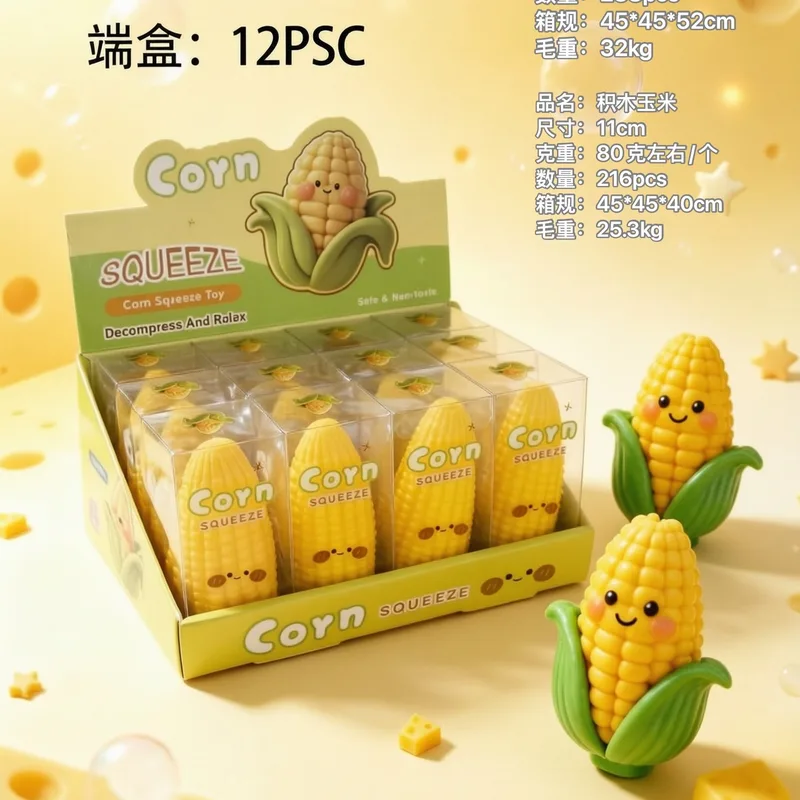 端盒：12PSC
箱规：45*45*52cm
毛重：32kg
品名：积木玉米
尺寸：11cm
克重：80克左右/个
数量：216pcs
箱规：45*45*40cm
毛重：25.3kg
Corn
SQUEEZE
Corn Squeeze Toy
Safe & Non-toxic
Decompress And Relax
Corn
SQUEEZE
Corn
SQUEEZE
Corn
SQUEEZE
Corn
SQUEEZE
Corn SQUEEZE